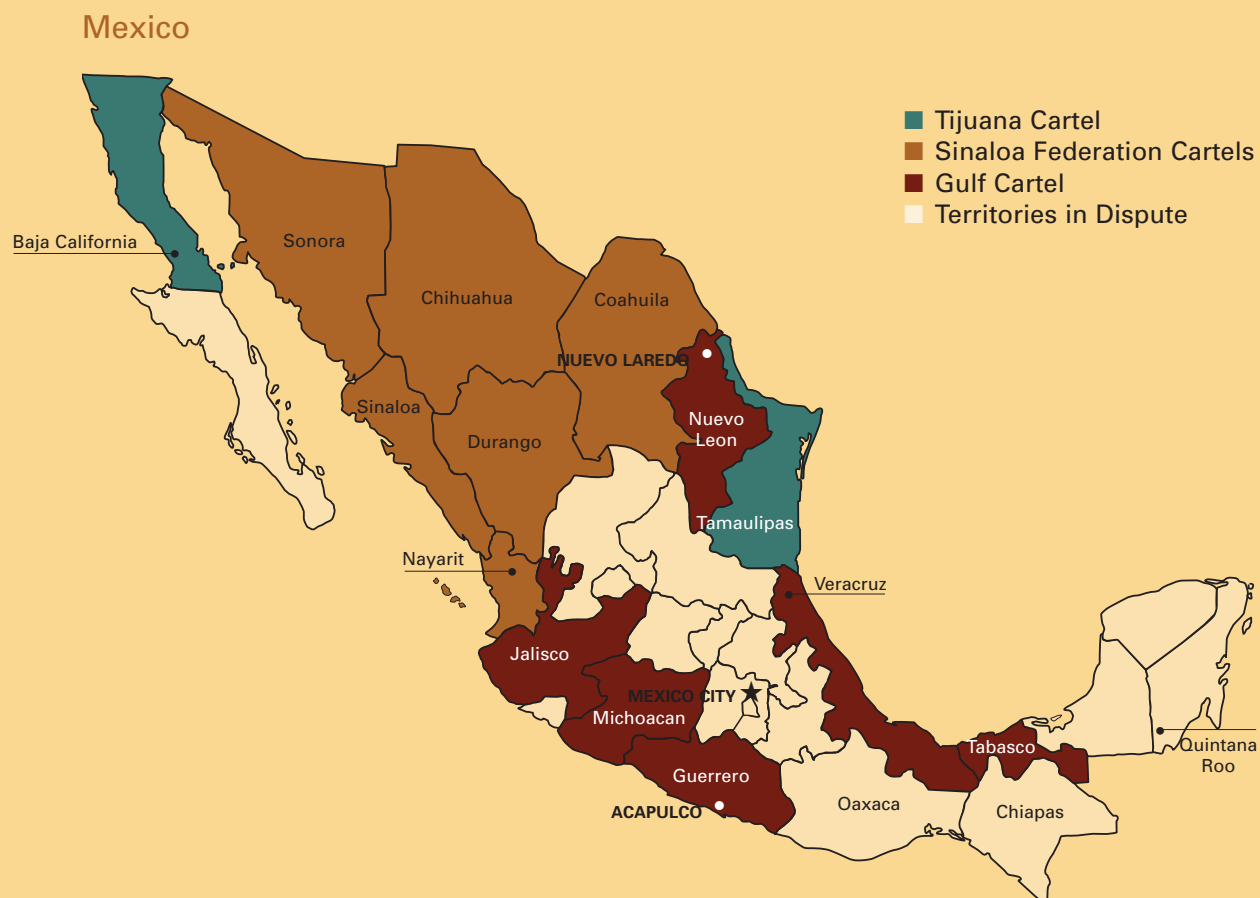 Mexico
Tijuana Cartel
Sinaloa Federation Cartels
Gulf Cartel
Territories in Dispute
Baja California
Sonora
Chihuahua
Coahuila
NUEVO LAREDO
Sinaloa
Durango
Nuevo
Leon
Tamaulipas
Nayarit
Veracruz
Jalisco
MEXICO CITY
Michoacan
Tabasco
Quintana
Roo
Guerrero
Oaxaca
ACAPULCO
Chiapas